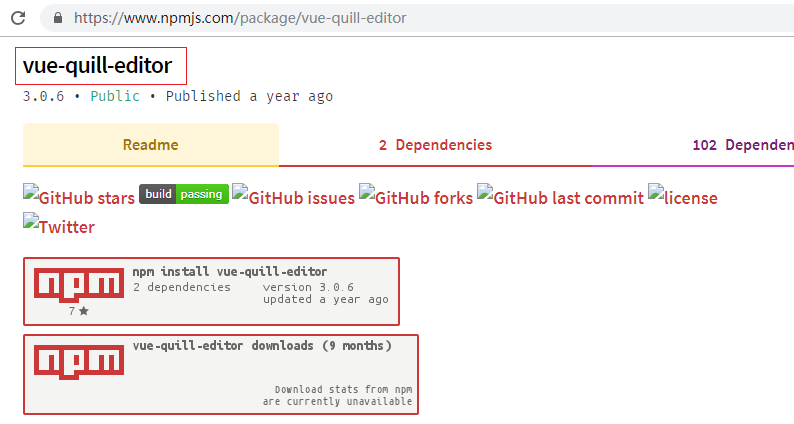 https://www.npmjs.com/package/vue-quill-editor
vue-quill-editor
3.0.6 • Public • Published a year ago
Readme 2 Dependencies 102 Dependen
GitHub stars build passing GitHub issues GitHub forks GitHub last commit license
Twitter
npm install vue-quill-editor
npm 2 dependencies version 3.0.6
updated a year ago
7 ★
vue-quill-editor downloads (9 months)
npm
Download stats from npm
are currently unavailable